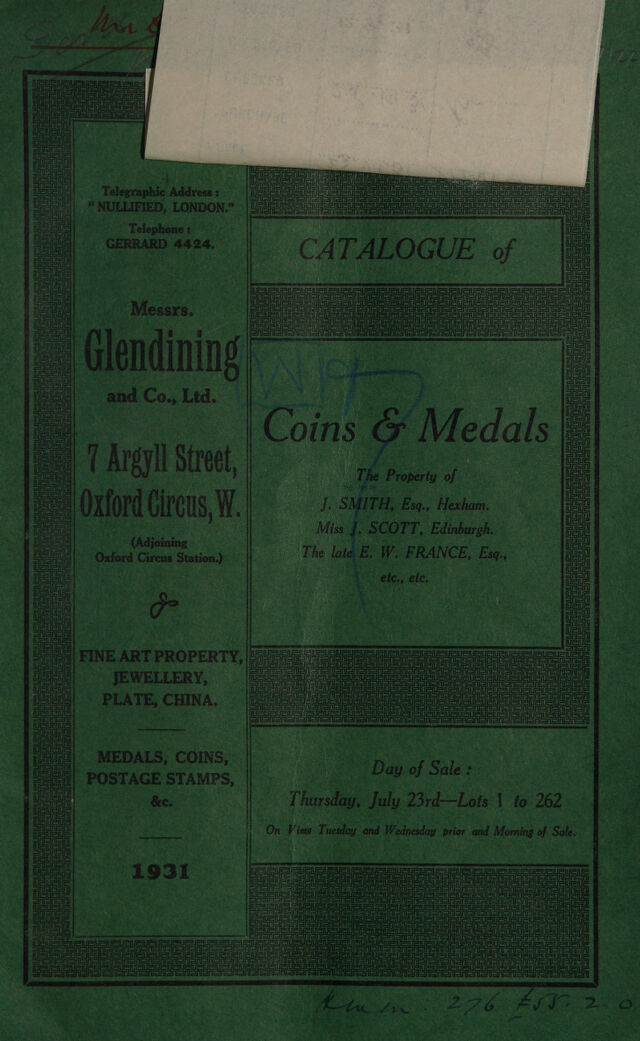 Telegraphic Address :
"NULLIFIED, LONDON."
Telephone :
GERRARD 4424.
Messrs.
Glendining
and Co., Ltd.
7 Argyll Street,
Oxford Circus, W.
(Adjoining
Oxford Circus Station.)
FINE ART PROPERTY,
JEWELLERY,
PLATE, CHINA.
MEDALS, COINS,
POSTAGE STAMPS,
&c.
1931
CATALOGUE of
Coins & Medals
The Property of
J. SMITH, Esq., Hexham.
Miss J. SCOTT, Edinburgh.
The late E. W. FRANCE, Esq.,
etc., etc.
Day of Sale :
Thursday, July 23rd—Lots 1 to 262
On View Tuesday and Wednesday prior and Morning of Sale.
276 £55. 2. 0